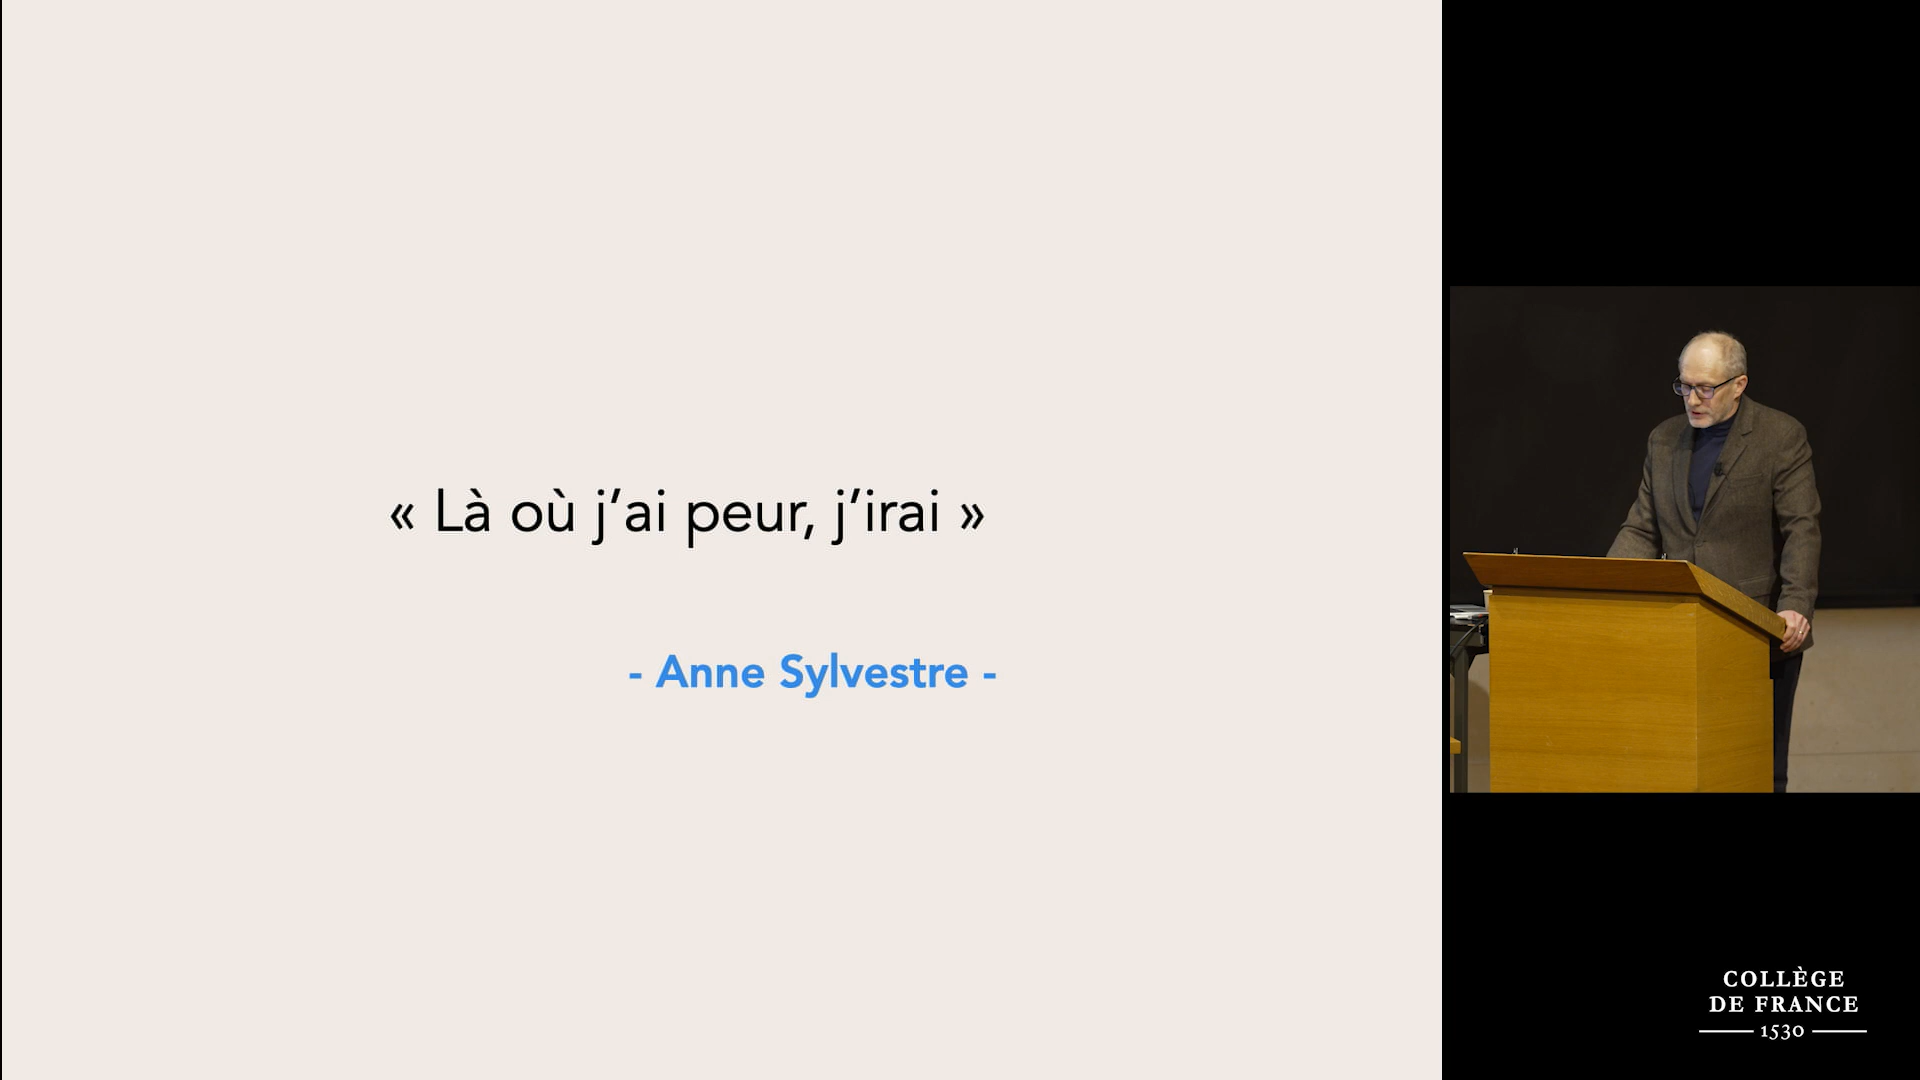 « Là où j’ai peur, j’irai »
- Anne Sylvestre -
COLLÈGE
DE FRANCE
1530